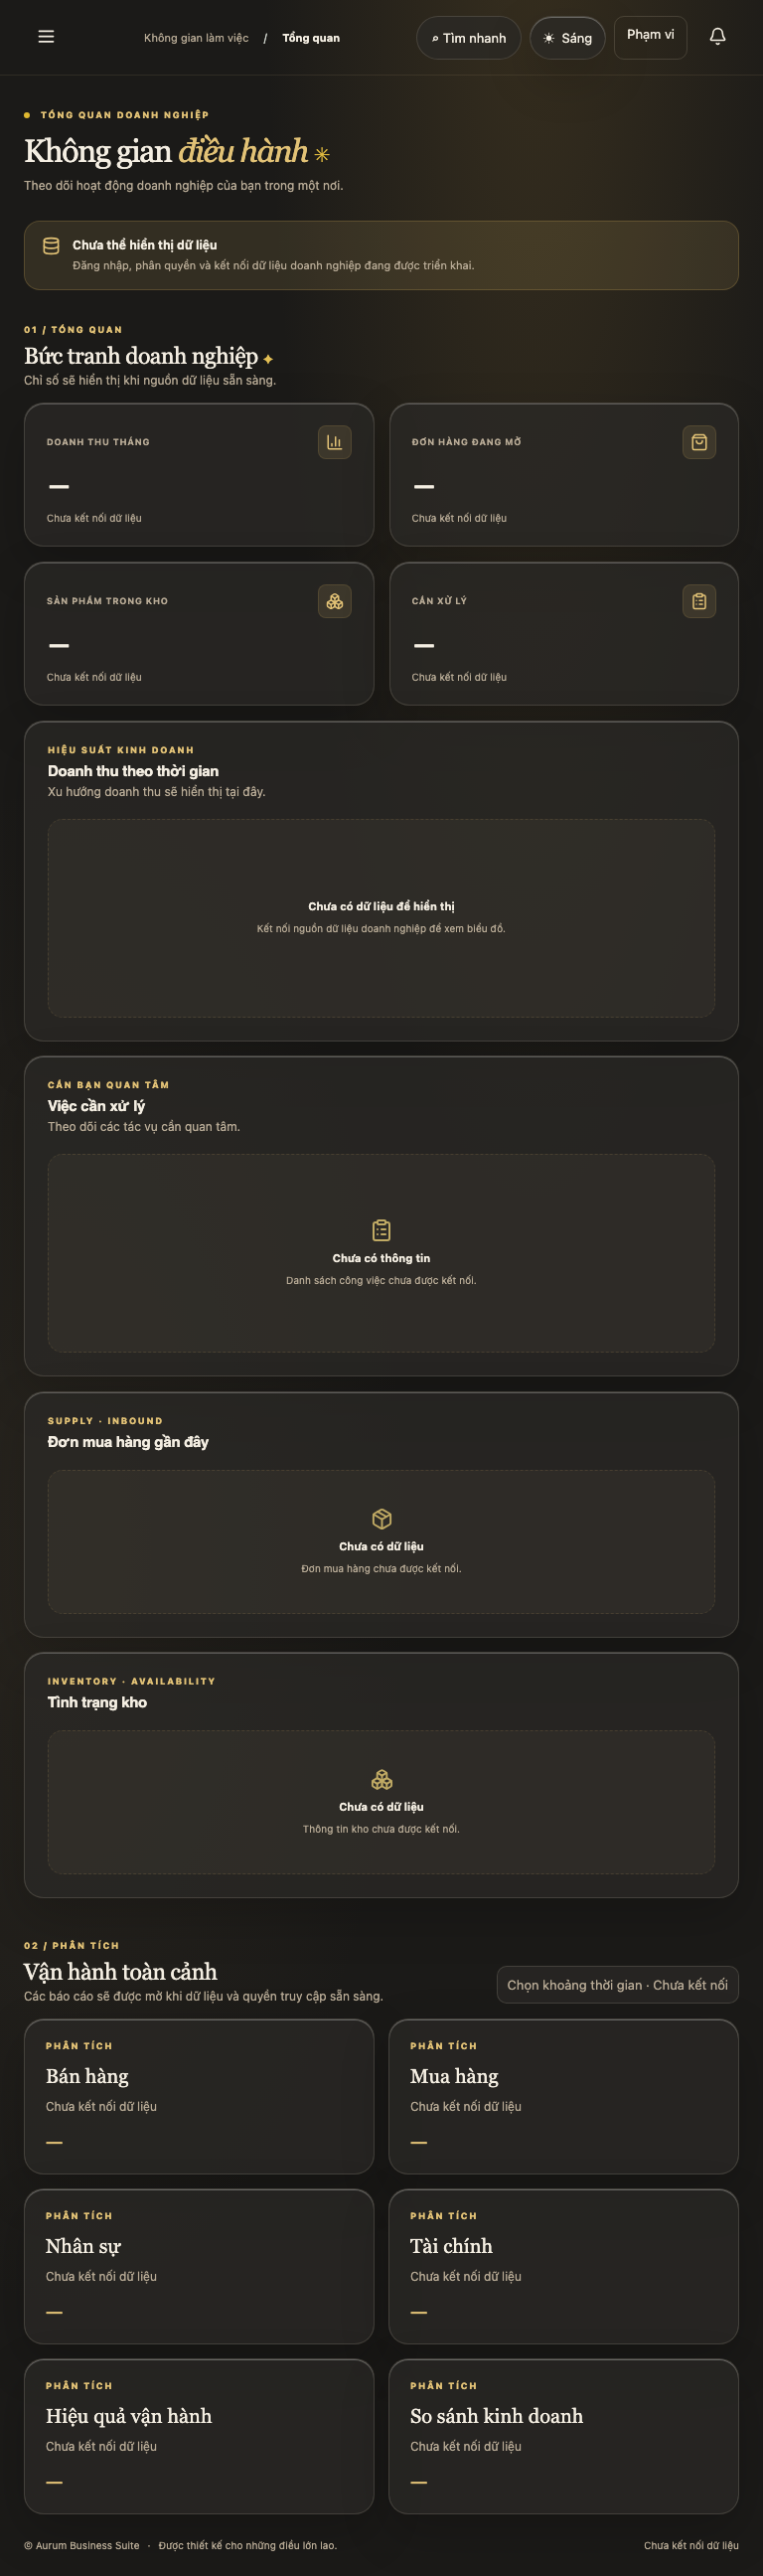 Không gian làm việc / Tổng quan
Tìm nhanh
Sáng
Phạm vi
TỔNG QUAN DOANH NGHIỆP
Không gian điều hành
Theo dõi hoạt động doanh nghiệp của bạn trong một nơi.
Chưa thể hiển thị dữ liệu
Đăng nhập, phân quyền và kết nối dữ liệu doanh nghiệp đang được triển khai.
01 / TỔNG QUAN
Bức tranh doanh nghiệp
Chỉ số sẽ hiển thị khi nguồn dữ liệu sẵn sàng.
DOANH THU THÁNG
—
Chưa kết nối dữ liệu
ĐƠN HÀNG ĐANG MỞ
—
Chưa kết nối dữ liệu
SẢN PHẨM TRONG KHO
—
Chưa kết nối dữ liệu
CẦN XỬ LÝ
—
Chưa kết nối dữ liệu
HIỆU SUẤT KINH DOANH
Doanh thu theo thời gian
Xu hướng doanh thu sẽ hiển thị tại đây.
Chưa có dữ liệu để hiển thị
Kết nối nguồn dữ liệu doanh nghiệp để xem biểu đồ.
CẦN BẠN QUAN TÂM
Việc cần xử lý
Theo dõi các tác vụ cần quan tâm.
Chưa có thông tin
Danh sách công việc chưa được kết nối.
SUPPLY · INBOUND
Đơn mua hàng gần đây
Chưa có dữ liệu
Đơn mua hàng chưa được kết nối.
INVENTORY · AVAILABILITY
Tình trạng kho
Chưa có dữ liệu
Thông tin kho chưa được kết nối.
02 / PHÂN TÍCH
Vận hành toàn cảnh
Các báo cáo sẽ được mở khi dữ liệu và quyền truy cập sẵn sàng.
Chọn khoảng thời gian · Chưa kết nối
PHÂN TÍCH
Bán hàng
Chưa kết nối dữ liệu
—
PHÂN TÍCH
Mua hàng
Chưa kết nối dữ liệu
—
PHÂN TÍCH
Nhân sự
Chưa kết nối dữ liệu
—
PHÂN TÍCH
Tài chính
Chưa kết nối dữ liệu
—
PHÂN TÍCH
Hiệu quả vận hành
Chưa kết nối dữ liệu
—
PHÂN TÍCH
So sánh kinh doanh
Chưa kết nối dữ liệu
—
© Aurum Business Suite · Được thiết kế cho những điều lớn lao.
Chưa kết nối dữ liệu